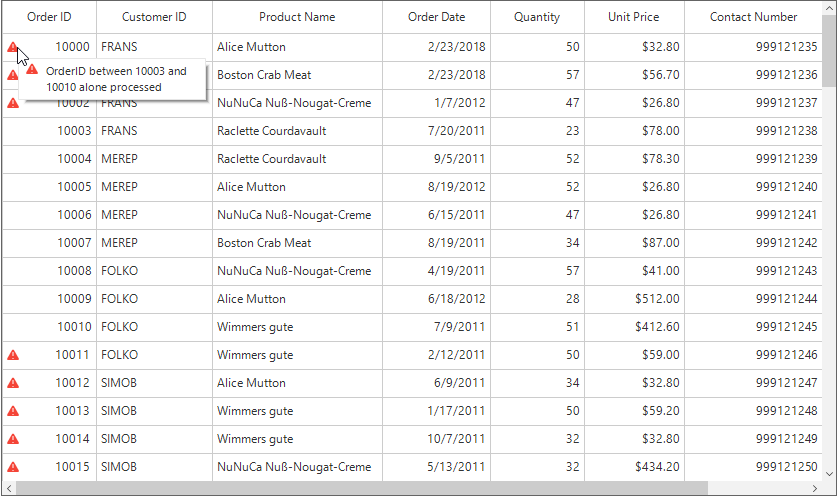 Order ID Customer ID Product Name Order Date Quantity Unit Price Contact Number
10000 FRANS Alice Mutton 2/23/2018 50 $32.80 999121235
OrderID between 10003 and
10010 alone processed
Boston Crab Meat 2/23/2018 57 $56.70 999121236
10002 FRANS NuNuCa Nuß-Nougat-Creme 1/7/2012 47 $26.80 999121237
10003 FRANS Raclette Courdavault 7/20/2011 23 $78.00 999121238
10004 MEREP Raclette Courdavault 9/5/2011 52 $78.30 999121239
10005 MEREP Alice Mutton 8/19/2012 52 $26.80 999121240
10006 MEREP NuNuCa Nuß-Nougat-Creme 6/15/2011 47 $26.80 999121241
10007 MEREP Boston Crab Meat 8/19/2011 34 $87.00 999121242
10008 FOLKO NuNuCa Nuß-Nougat-Creme 4/19/2011 57 $41.00 999121243
10009 FOLKO Alice Mutton 6/18/2012 28 $512.00 999121244
10010 FOLKO Wimmers gute 7/9/2011 51 $412.60 999121245
10011 FOLKO Wimmers gute 2/12/2011 50 $59.00 999121246
10012 SIMOB Alice Mutton 6/9/2011 34 $32.80 999121247
10013 SIMOB Wimmers gute 1/17/2011 50 $59.20 999121248
10014 SIMOB Wimmers gute 10/7/2011 32 $32.80 999121249
10015 SIMOB NuNuCa Nuß-Nougat-Creme 5/13/2011 32 $434.20 999121250